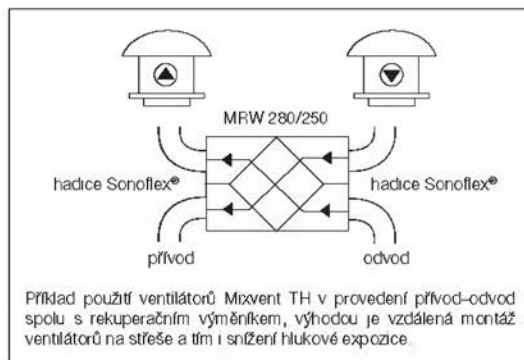 MRW 280/250
hadice Sonoflex®
hadice Sonoflex®
přívod
odvod
Příklad použití ventilátorů Mixvent TH v provedení přívod–odvod
spolu s rekuperačním výměníkem, výhodou je vzdálená montáž
ventilátorů na střeše a tím i snížení hlukové expozice.